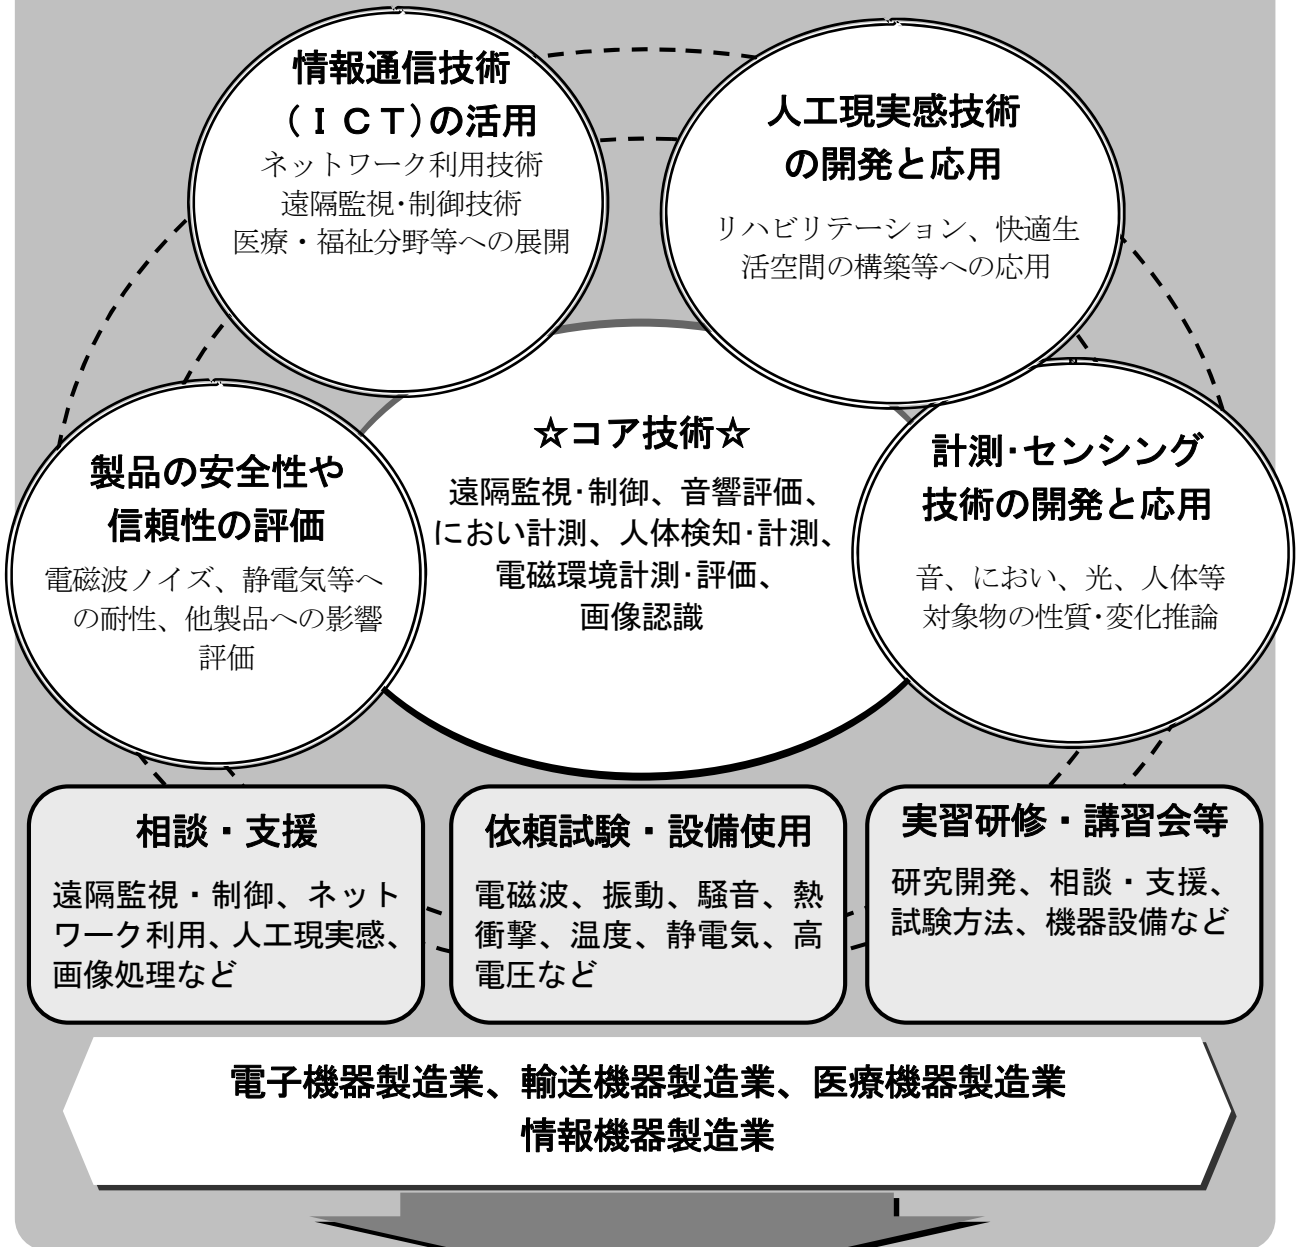 情報通信技術
(ＩＣＴ)の活用
ネットワーク利用技術
遠隔監視･制御技術
医療・福祉分野等への展開
人工現実感技術
の開発と応用
リハビリテーション、快適生
活空間の構築等への応用
製品の安全性や
信頼性の評価
電磁波ノイズ、静電気等へ
の耐性、他製品への影響
評価
☆コア技術☆
遠隔監視･制御、音響評価、
におい計測、人体検知･計測、
電磁環境計測･評価、
画像認識
計測･センシング
技術の開発と応用
音、におい、光、人体等
対象物の性質･変化推論
相談・支援
遠隔監視・制御、ネット
ワーク利用、人工現実感、
画像処理など
依頼試験・設備使用
電磁波、振動、騒音、熱
衝撃、温度、静電気、高
電圧など
実習研修・講習会等
研究開発、相談・支援、
試験方法、機器設備など
電子機器製造業、輸送機器製造業、医療機器製造業
情報機器製造業